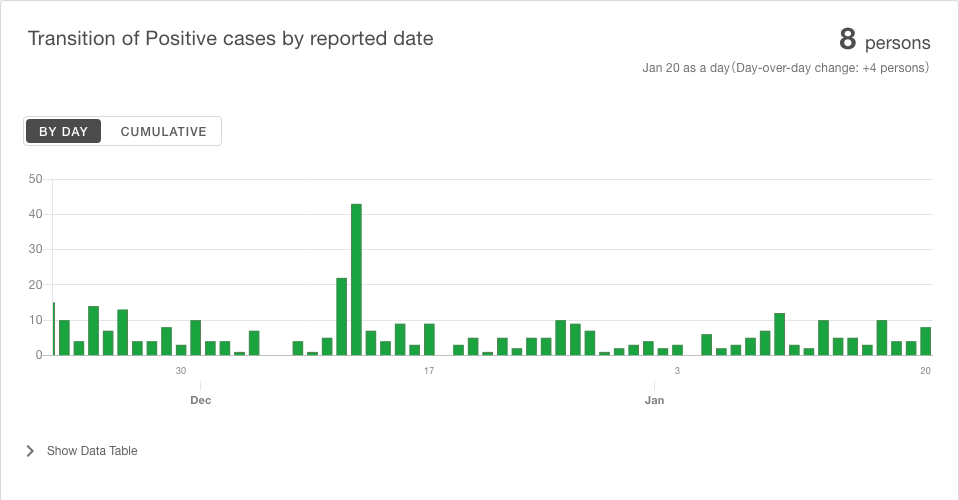 Transition of Positive cases by reported date
8 persons
Jan 20 as a day(Day-over-day change: +4 persons)
BY DAY CUMULATIVE
50
40
30
20
10
0
30 17 3 20
Dec Jan
Show Data Table